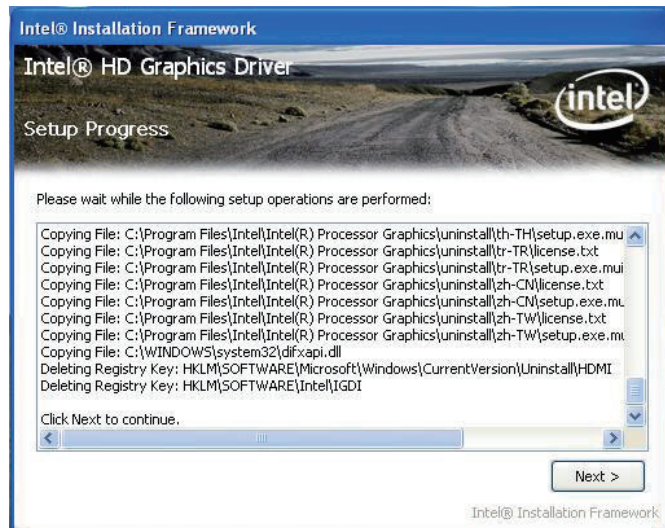 Intel® Installation Framework
Intel® HD Graphics Driver
intel
Setup Progress
Please wait while the following setup operations are performed:
Copying File: C:\Program Files\Intel\Intel(R) Processor Graphics\uninstall\th-TH\setup.exe.mu
Copying File: C:\Program Files\Intel\Intel(R) Processor Graphics\uninstall\tr-TR\license.txt
Copying File: C:\Program Files\Intel\Intel(R) Processor Graphics\uninstall\tr-TR\setup.exe.mui
Copying File: C:\Program Files\Intel\Intel(R) Processor Graphics\uninstall\zh-CN\license.txt
Copying File: C:\Program Files\Intel\Intel(R) Processor Graphics\uninstall\zh-CN\setup.exe.mu
Copying File: C:\Program Files\Intel\Intel(R) Processor Graphics\uninstall\zh-TW\license.txt
Copying File: C:\Program Files\Intel\Intel(R) Processor Graphics\uninstall\zh-TW\setup.exe.mu
Copying File: C:\WINDOWS\system32\difxapi.dll
Deleting Registry Key: HKLM\SOFTWARE\Microsoft\Windows\CurrentVersion\Uninstall\HDMI
Deleting Registry Key: HKLM\SOFTWARE\Intel\IGDI
Click Next to continue.
Next >
Intel® Installation Framework